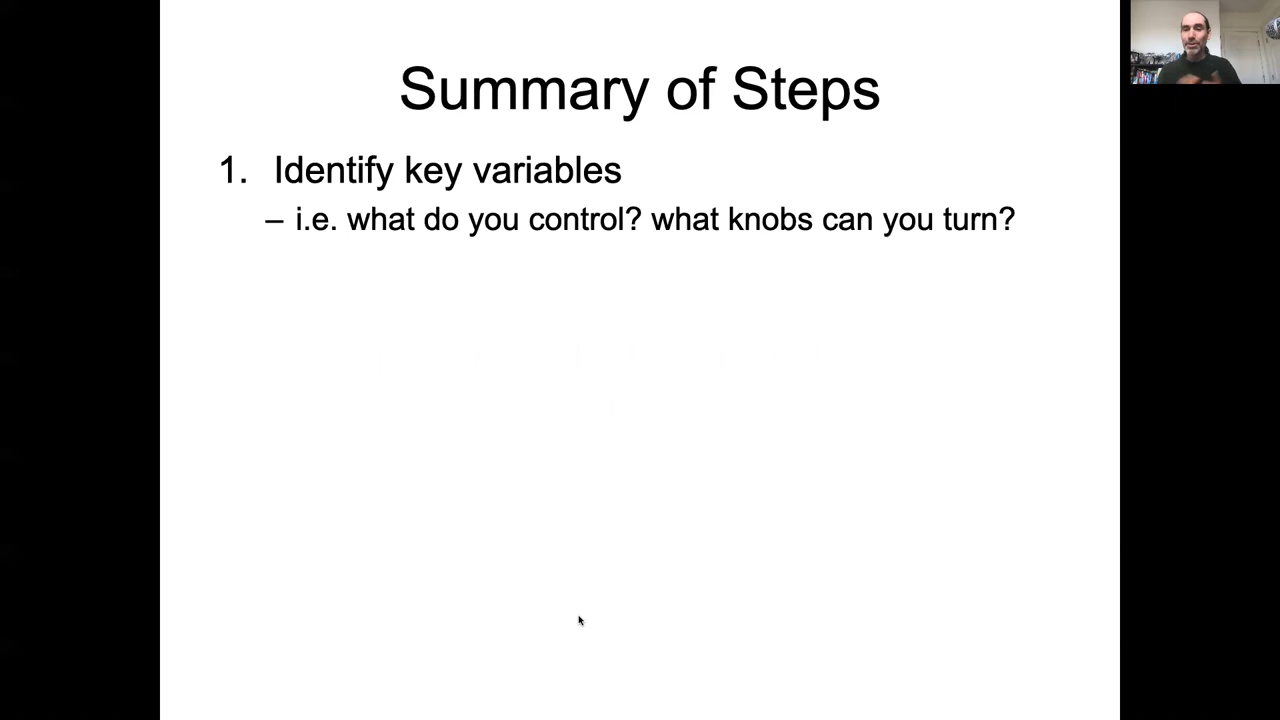 Summary of Steps
1. Identify key variables
– i.e. what do you control? what knobs can you turn?